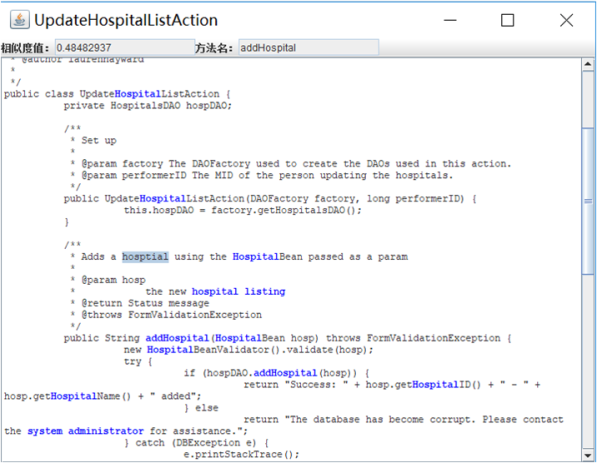 UpdateHospitalListAction
相似度值: 0.48482937 方法名: addHospital
* @author laurenhayward
*
*/
public class UpdateHospitalListAction {
private HospitalsDAO hospDAO;
/**
* Set up
*
* @param factory The DAOFactory used to create the DAOs used in this action.
* @param performerID The MID of the person updating the hospitals.
*/
public UpdateHospitalListAction(DAOFactory factory, long performerID) {
this.hospDAO = factory.getHospitalsDAO();
}
/**
* Adds a hosptial using the HospitalBean passed as a param
*
* @param hosp
* the new hospital listing
* @return Status message
* @throws FormValidationException
*/
public String addHospital(HospitalBean hosp) throws FormValidationException {
new HospitalBeanValidator().validate(hosp);
try {
if (hospDAO.addHospital(hosp)) {
return "Success: " + hosp.getHospitalID() + " - " +
hosp.getHospitalName() + " added";
} else
return "The database has become corrupt. Please contact
the system administrator for assistance.";
} catch (DBException e) {
e.printStackTrace();